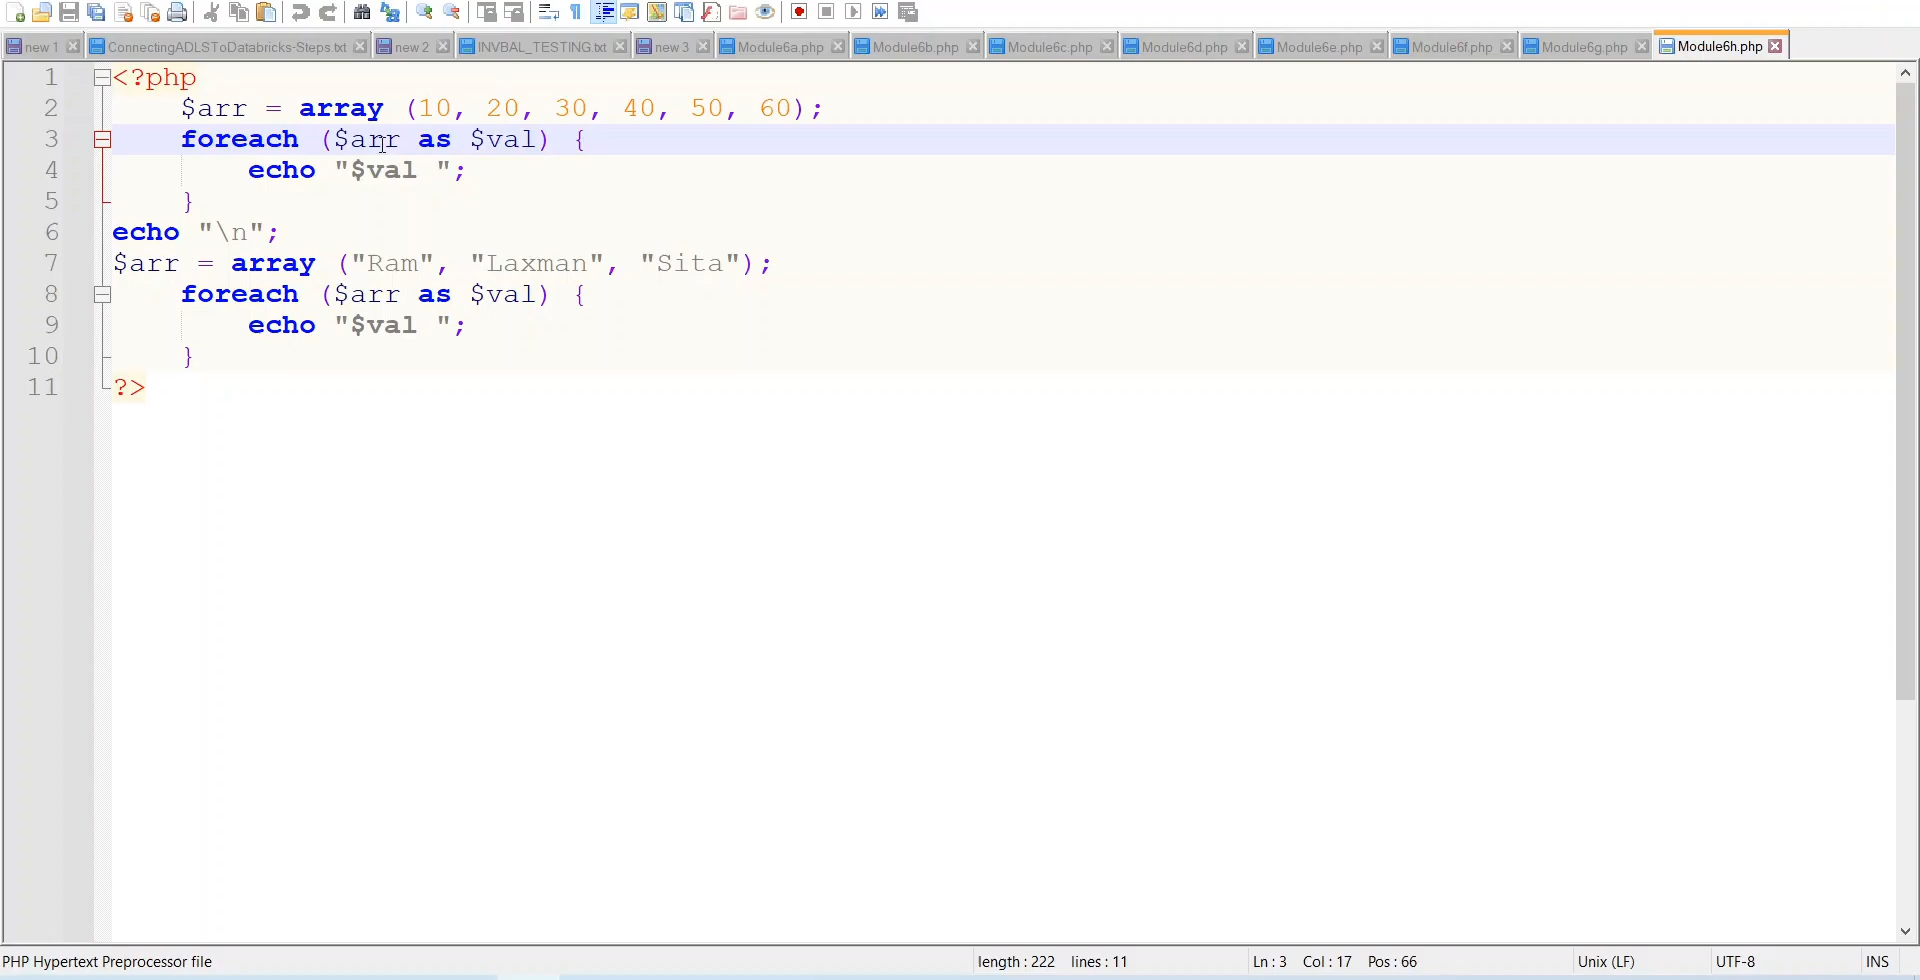 new 1 ConnectingADLSToDatabricks-Steps.txt new 2 INVBAL_TESTING.txt new 3 Module6a.php Module6b.php Module6c.php Module6d.php Module6e.php Module6f.php Module6g.php Module6h.php
1 <?php
2 $arr = array (10, 20, 30, 40, 50, 60);
3 foreach ($arr as $val) {
4 echo "$val ";
5 }
6 echo "\n";
7 $arr = array ("Ram", "Laxman", "Sita");
8 foreach ($arr as $val) {
9 echo "$val ";
10 }
11 ?>
PHP Hypertext Preprocessor file length : 222 lines : 11 Ln : 3 Col : 17 Pos : 66 Unix (LF) UTF-8 INS